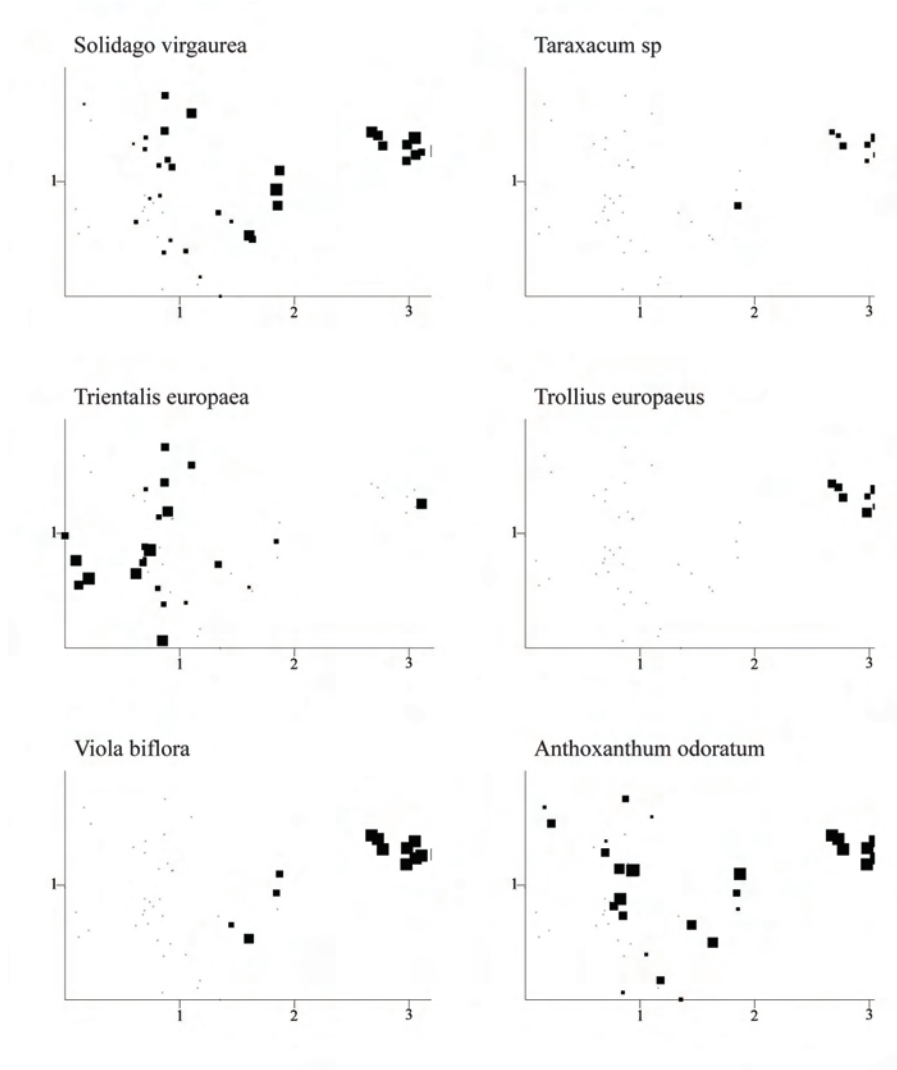 Solidago virgaurea
1
1 2 3
Taraxacum sp
1
1 2 3
Trientalis europaea
1
1 2 3
Trollius europaeus
1
1 2 3
Viola biflora
1
1 2 3
Anthoxanthum odoratum
1
1 2 3